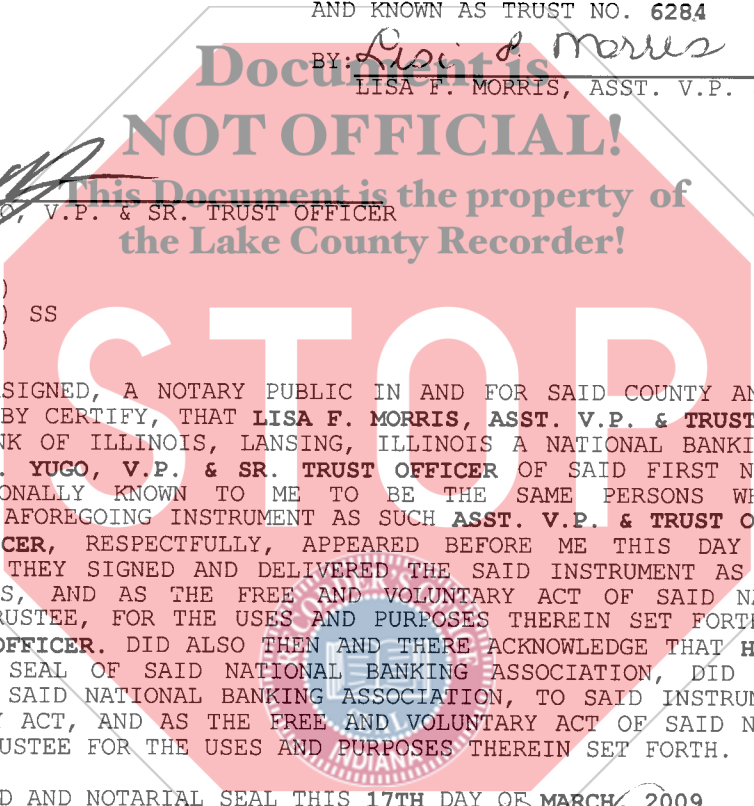 AND KNOWN AS TRUST NO. 6284
BY: Lisa F Morris
LISA F. MORRIS, ASST. V.P.
Document is
NOT OFFICIAL!
This Document is the property of
the Lake County Recorder!
O, V.P. & SR. TRUST OFFICER
)
) SS
)
STOP
SIGNED, A NOTARY PUBLIC IN AND FOR SAID COUNTY AN
BY CERTIFY, THAT LISA F. MORRIS, ASST. V.P. & TRUST
NK OF ILLINOIS, LANSING, ILLINOIS A NATIONAL BANKI
. YUGO, V.P. & SR. TRUST OFFICER OF SAID FIRST N
ONALLY KNOWN TO ME TO BE THE SAME PERSONS WH
AFOREGOING INSTRUMENT AS SUCH ASST. V.P. & TRUST O
CER, RESPECTFULLY, APPEARED BEFORE ME THIS DAY
THEY SIGNED AND DELIVERED THE SAID INSTRUMENT AS
S, AND AS THE FREE AND VOLUNTARY ACT OF SAID NA
RUSTEE, FOR THE USES AND PURPOSES THEREIN SET FORTH
OFFICER. DID ALSO THEN AND THERE ACKNOWLEDGE THAT H
SEAL OF SAID NATIONAL BANKING ASSOCIATION, DID
SAID NATIONAL BANKING ASSOCIATION, TO SAID INSTRUM
Y ACT, AND AS THE FREE AND VOLUNTARY ACT OF SAID N
USTEE FOR THE USES AND PURPOSES THEREIN SET FORTH.
RECORDER'S OFFICE
INDIANA
D AND NOTARIAL SEAL THIS 17TH DAY OF MARCH 2009